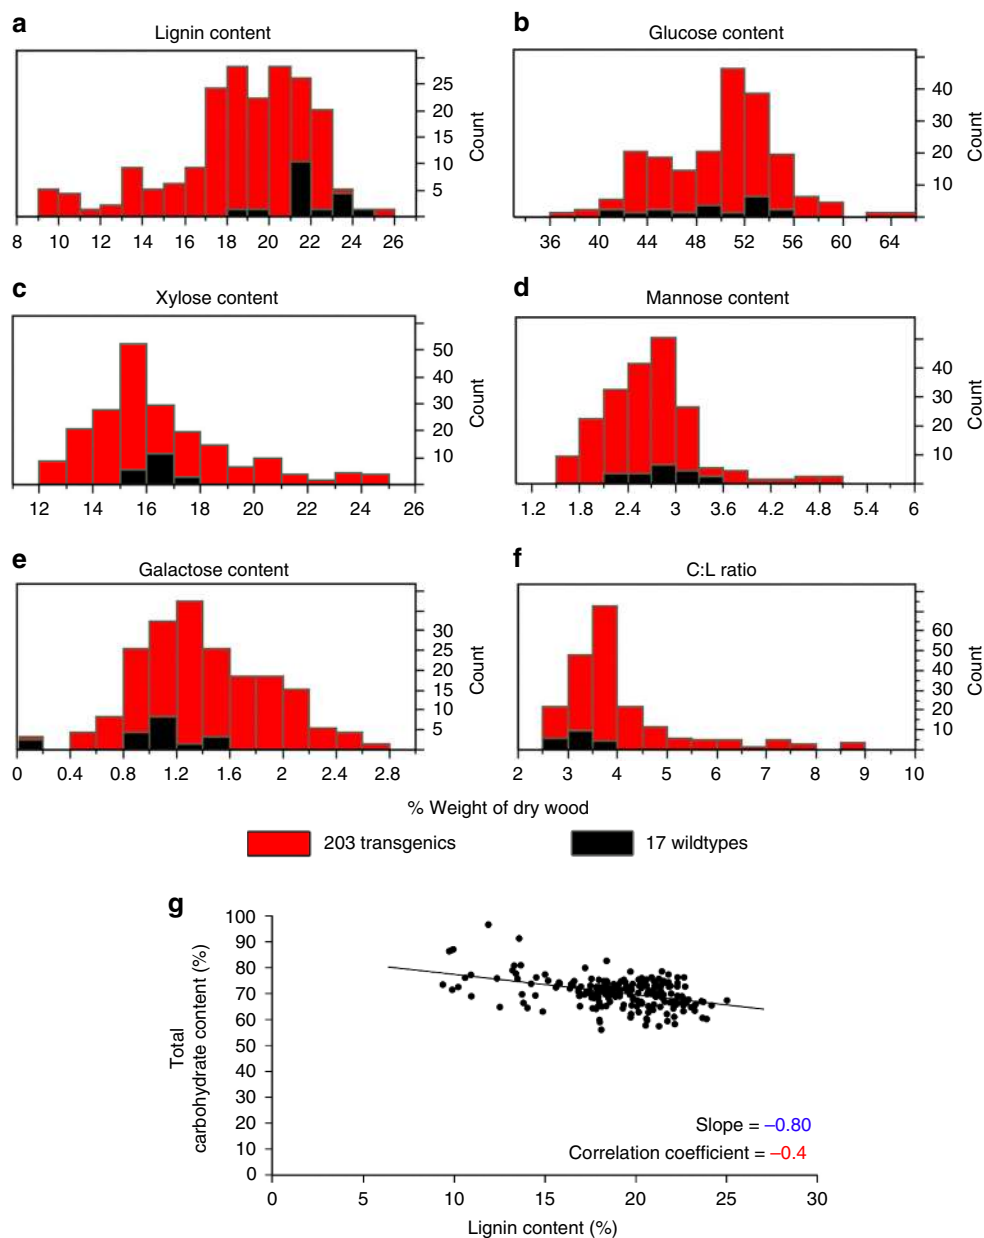 a
Lignin content
25
20
15
10
5
Count
8 10 12 14 16 18 20 22 24 26
b
Glucose content
40
30
20
10
Count
36 40 44 48 52 56 60 64
c
Xylose content
50
40
30
20
10
Count
12 14 16 18 20 22 24 26
d
Mannose content
40
30
20
10
Count
1.2 1.8 2.4 3 3.6 4.2 4.8 5.4 6
e
Galactose content
30
25
20
15
10
5
Count
0 0.4 0.8 1.2 1.6 2 2.4 2.8
f
C:L ratio
60
50
40
30
20
10
Count
2 3 4 5 6 7 8 9 10
% Weight of dry wood
203 transgenics
17 wildtypes
g
Total
carbohydrate content (%)
100
90
80
70
60
50
40
30
20
10
0
Slope = –0.80
Correlation coefficient = –0.4
0 5 10 15 20 25 30
Lignin content (%)